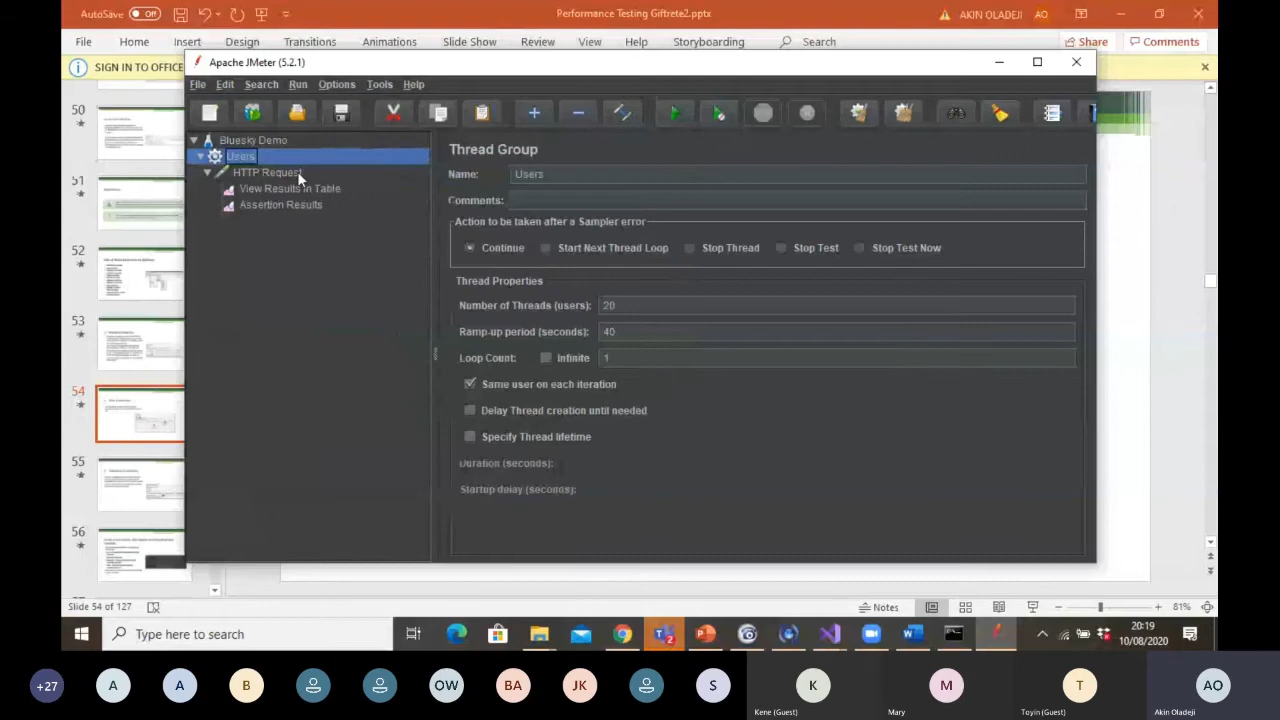 AutoSave Off
Performance Testing Giftrete2.pptx
AKIN OLADEJI AO
File Home Insert Design Transitions Animations Slide Show Review View Help Storyboarding Search Share Comments
SIGN IN TO OFFICE
Apache JMeter (5.2.1)
File Edit Search Run Options Tools Help
50
51
52
53
54
55
56
Bluesky Demo
Users
HTTP Request
View Results in Table
Assertion Results
Thread Group
Name: Users
Comments:
Action to be taken after a Sampler error
Continue Start Next Thread Loop Stop Thread Stop Test Stop Test Now
Thread Properties
Number of Threads (users): 20
Ramp-up period (seconds): 40
Loop Count: Infinite 1
Same user on each iteration
Delay Thread creation until needed
Specify Thread lifetime
Duration (seconds):
Startup delay (seconds):
Slide 54 of 127
Notes
81%
Type here to search
2
20:19
10/08/2020
+27 A A B OW BA JK S K M T AO
Kene (Guest) Mary Toyin (Guest) Akin Oladeji